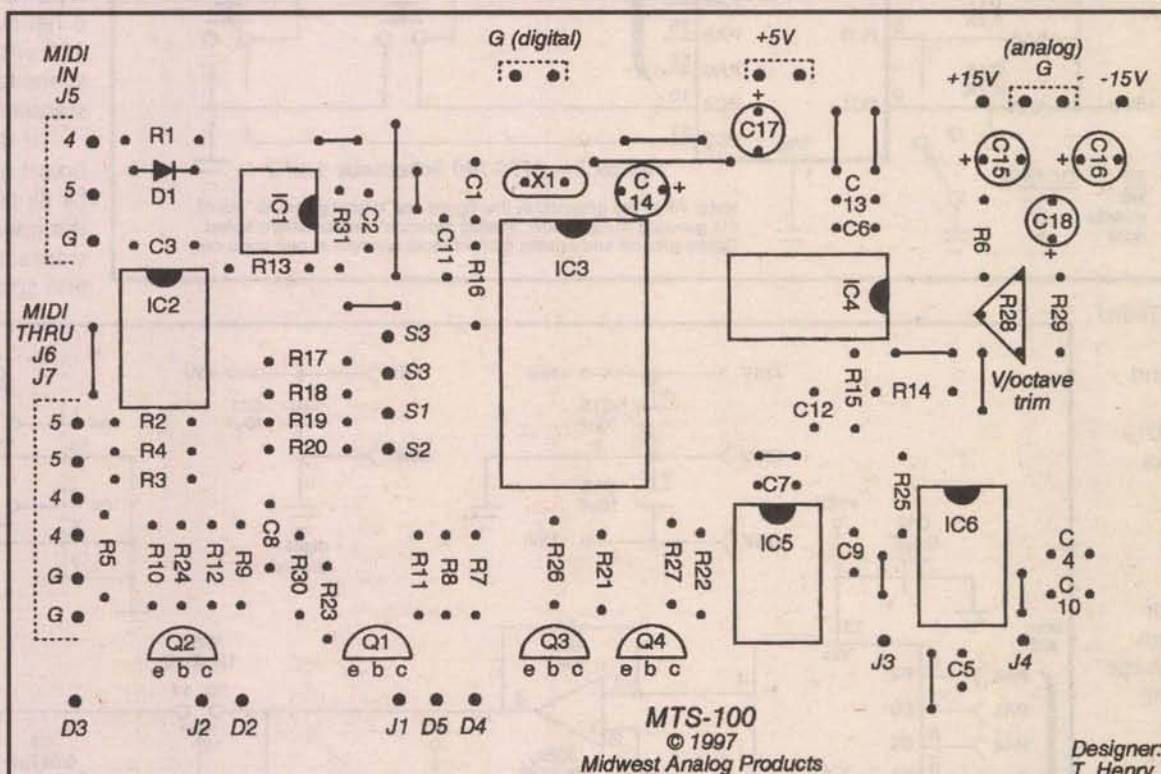 MIDI
IN
J5
G (digital)
+5V
(analog)
+15V G -15V
4
5
G
R1
D1
C3
IC1
R31
C2
C11
C1
R16
X1
C
14
+
C17
+
C
13
C6
C15
+
C16
+
C18
+
R6
R13
IC2
IC3
IC4
R28
R29
V/octave
trim
MIDI
THRU
J6
J7
5
5
4
4
G
G
R2
R4
R3
R17
R18
R19
R20
S3
S3
S1
S2
C12
R15
R14
R25
C7
IC5
C9
IC6
C
4
C
10
R5
R10
R24
R12
R9
C8
R30
R23
R11
R8
R7
R26
R21
R27
R22
Q2
e b c
Q1
e b c
Q3
e b c
Q4
e b c
J3
C5
J4
D3
J2
D2
J1
D5
D4
MTS-100
© 1997
Midwest Analog Products
Designer:
T. Henry